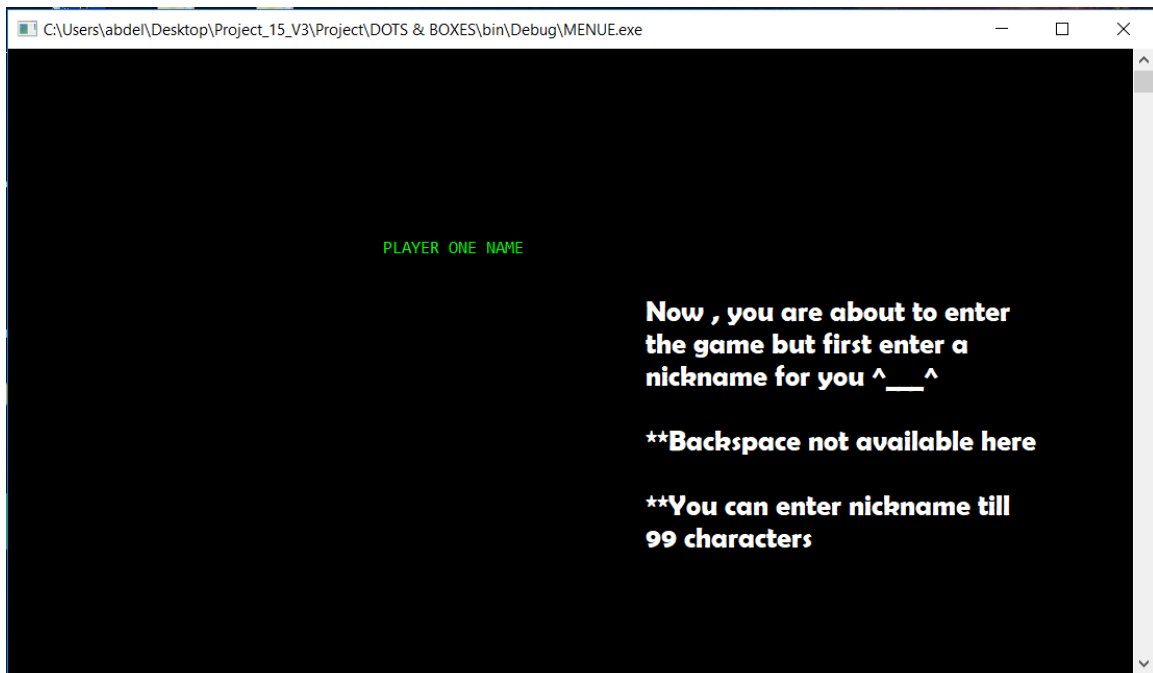 C:\Users\abdel\Desktop\Project_15_V3\Project\DOTS & BOXES\bin\Debug\MENUE.exe
PLAYER ONE NAME
Now , you are about to enter
the game but first enter a
nickname for you ^___^
**Backspace not available here
**You can enter nickname till
99 characters